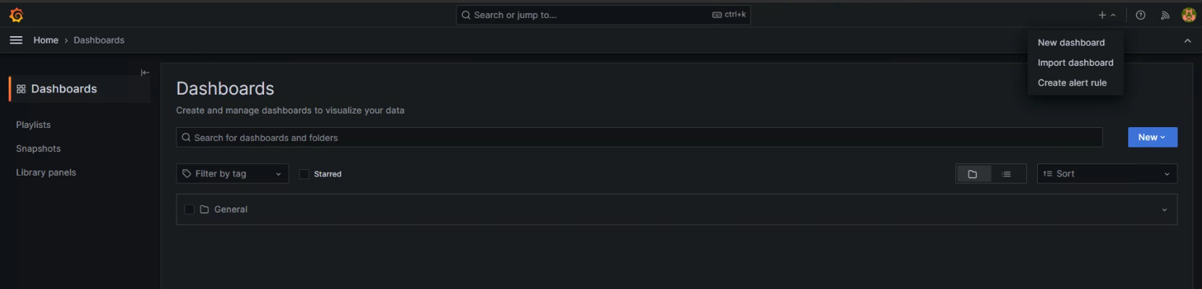 Search or jump to...
ctrl+k
Home › Dashboards
New dashboard
Import dashboard
Create alert rule
Dashboards
Playlists
Snapshots
Library panels
Dashboards
Create and manage dashboards to visualize your data
Search for dashboards and folders
New
Filter by tag
Starred
Sort
General